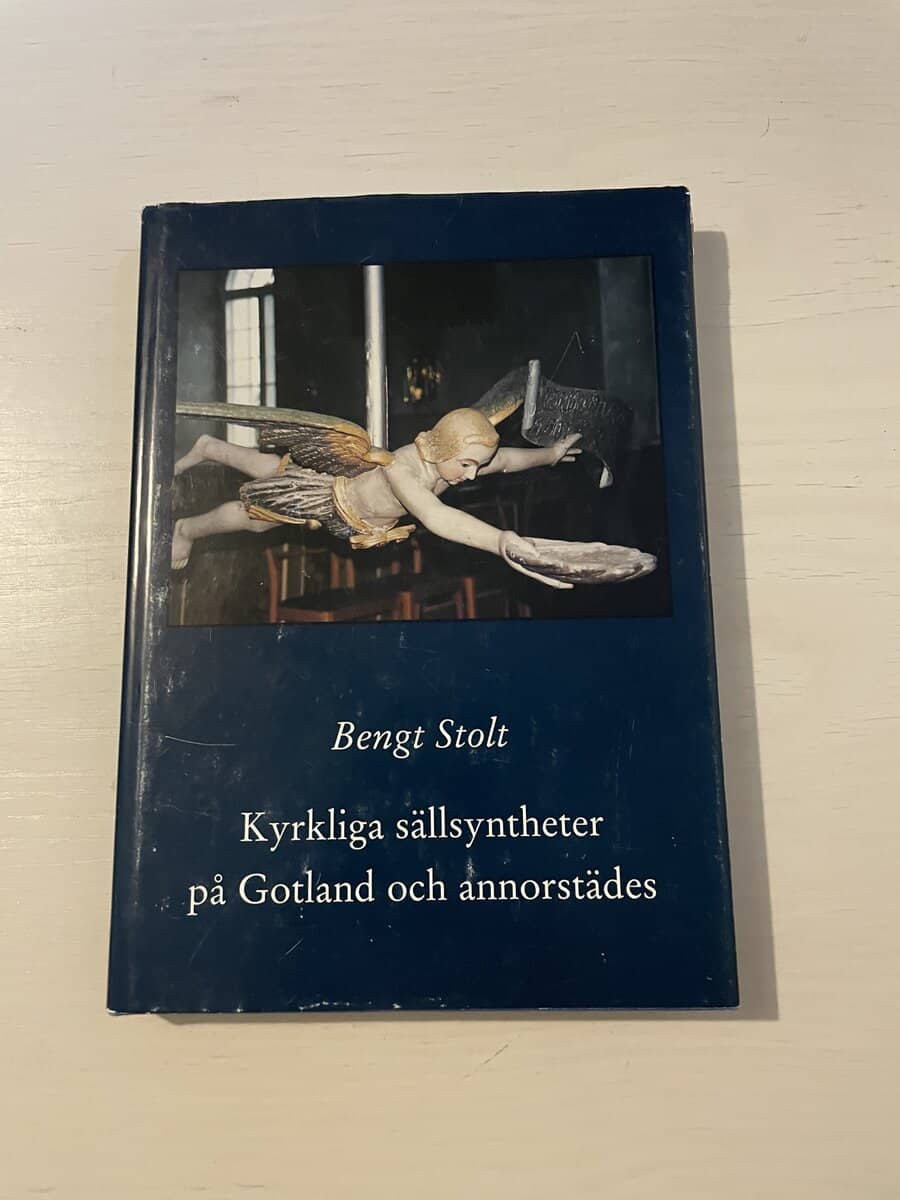 Bengt Stolt
Kyrkliga sällsyntheter
på Gotland och annorstädes